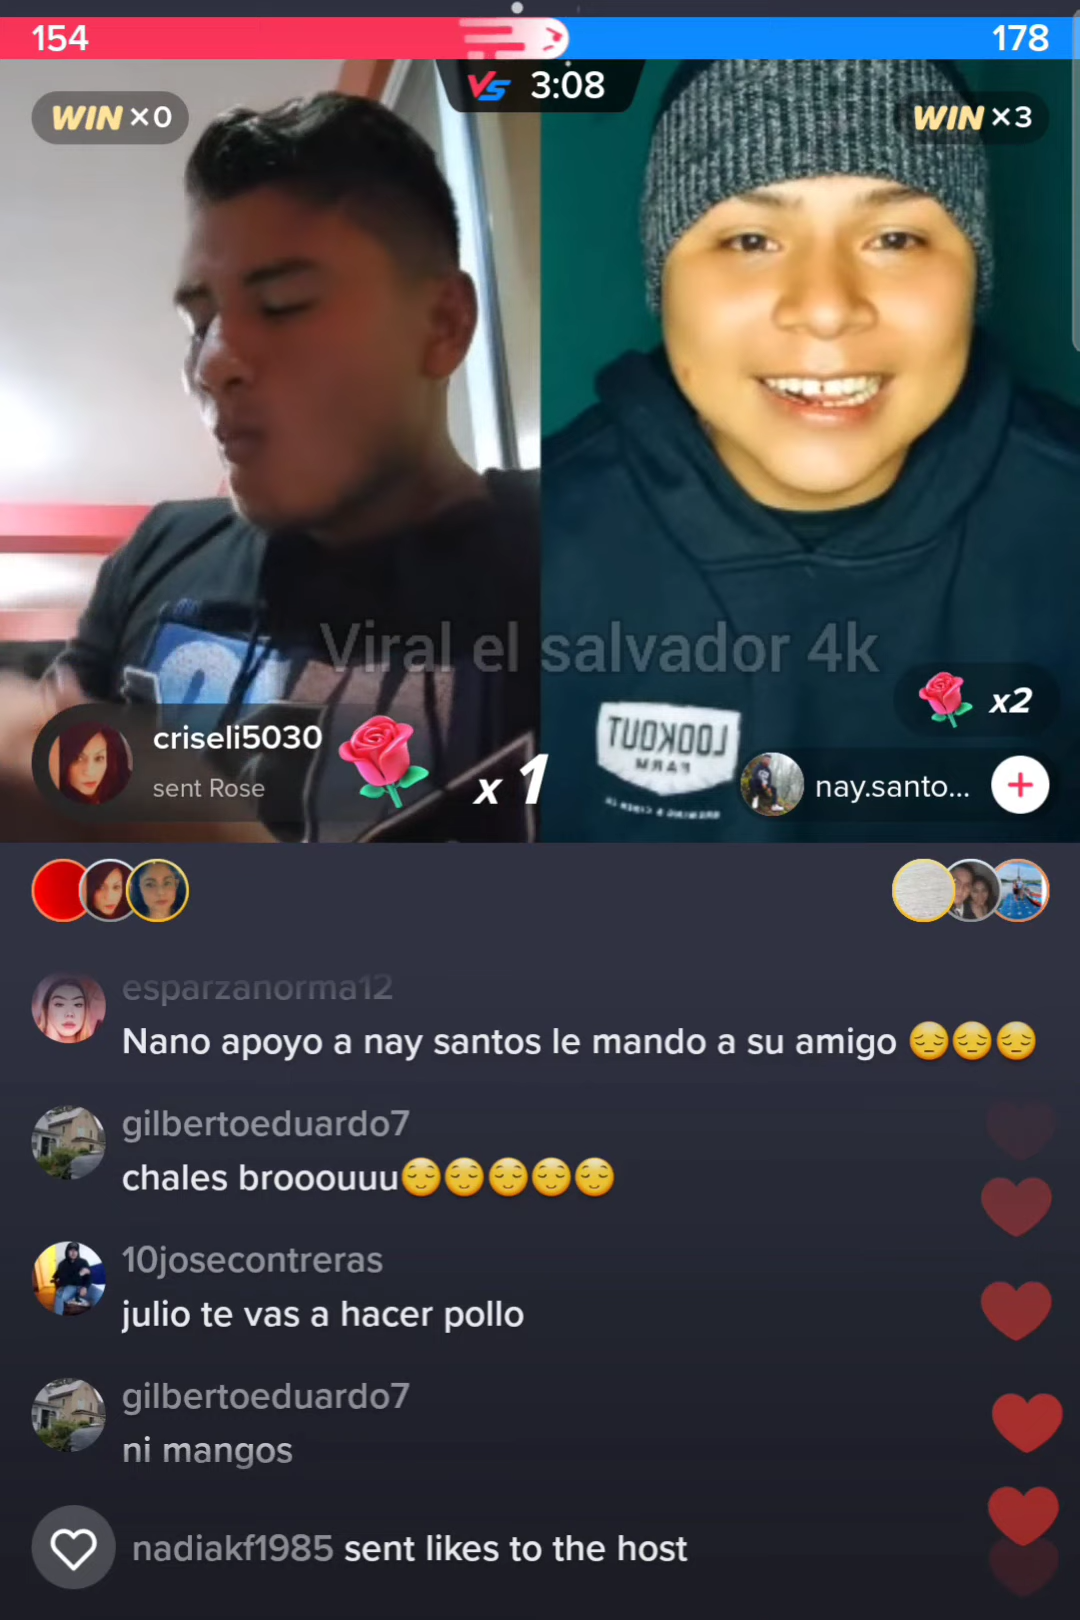 154
178
VS 3:08
WIN ×0
WIN ×3
Viral el salvador 4k
x2
criseli5030
sent Rose
x 1
LOOKOUT
FARM
nay.santo...
esparzanorma12
Nano apoyo a nay santos le mando a su amigo 😔😔😔
gilbertoeduardo7
chales brooouuu😌😌😌😌😌
10josecontreras
julio te vas a hacer pollo
gilbertoeduardo7
ni mangos
nadiakf1985 sent likes to the host